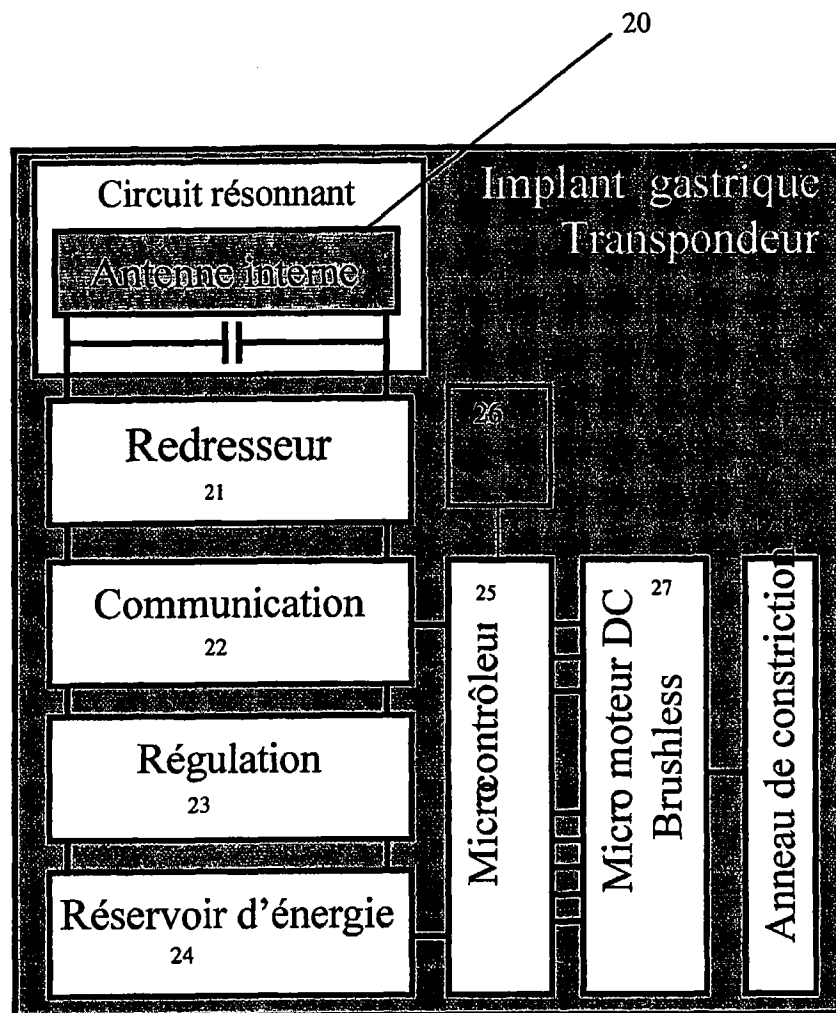 20
Circuit résonnant
Implant gastrique
Transpondeur
Antenne interne
Redresseur
21
26
Communication
22
25
Microcontrôleur
27
Micro moteur DC
Brushless
Anneau de constriction
Régulation
23
Réservoir d'énergie
24